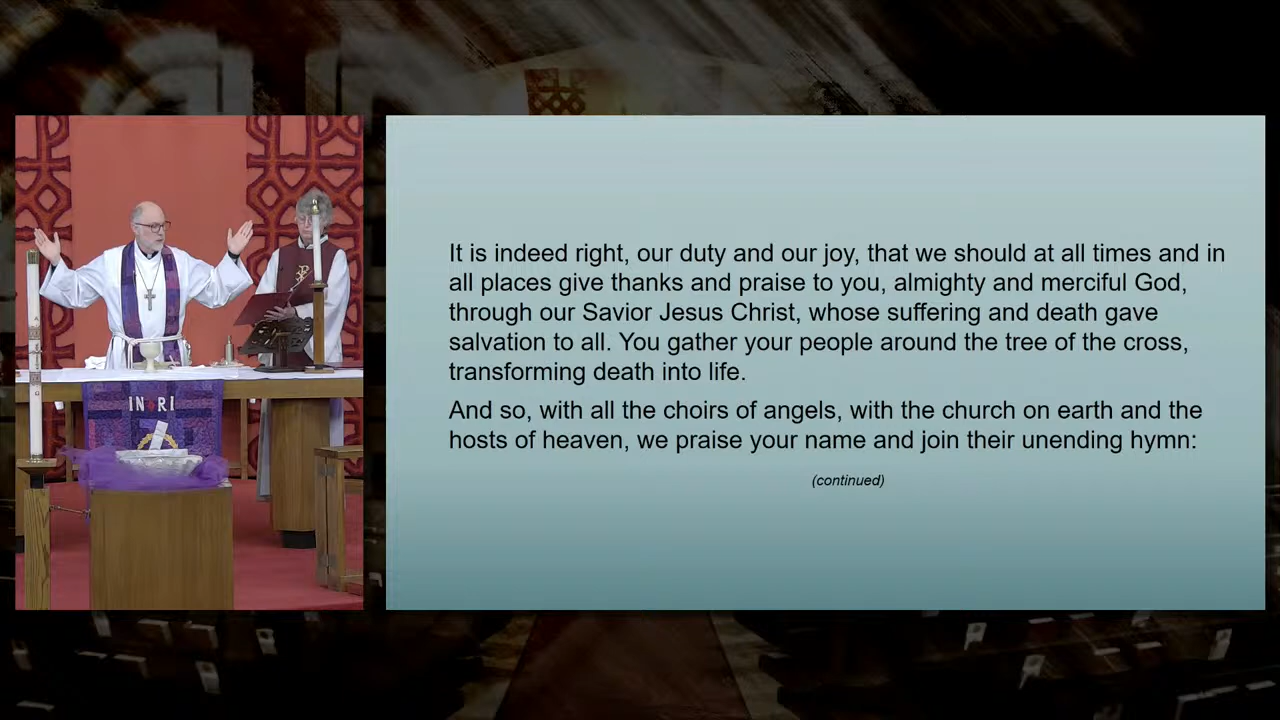 IN RI
It is indeed right, our duty and our joy, that we should at all times and in
all places give thanks and praise to you, almighty and merciful God,
through our Savior Jesus Christ, whose suffering and death gave
salvation to all. You gather your people around the tree of the cross,
transforming death into life.
And so, with all the choirs of angels, with the church on earth and the
hosts of heaven, we praise your name and join their unending hymn:
(continued)